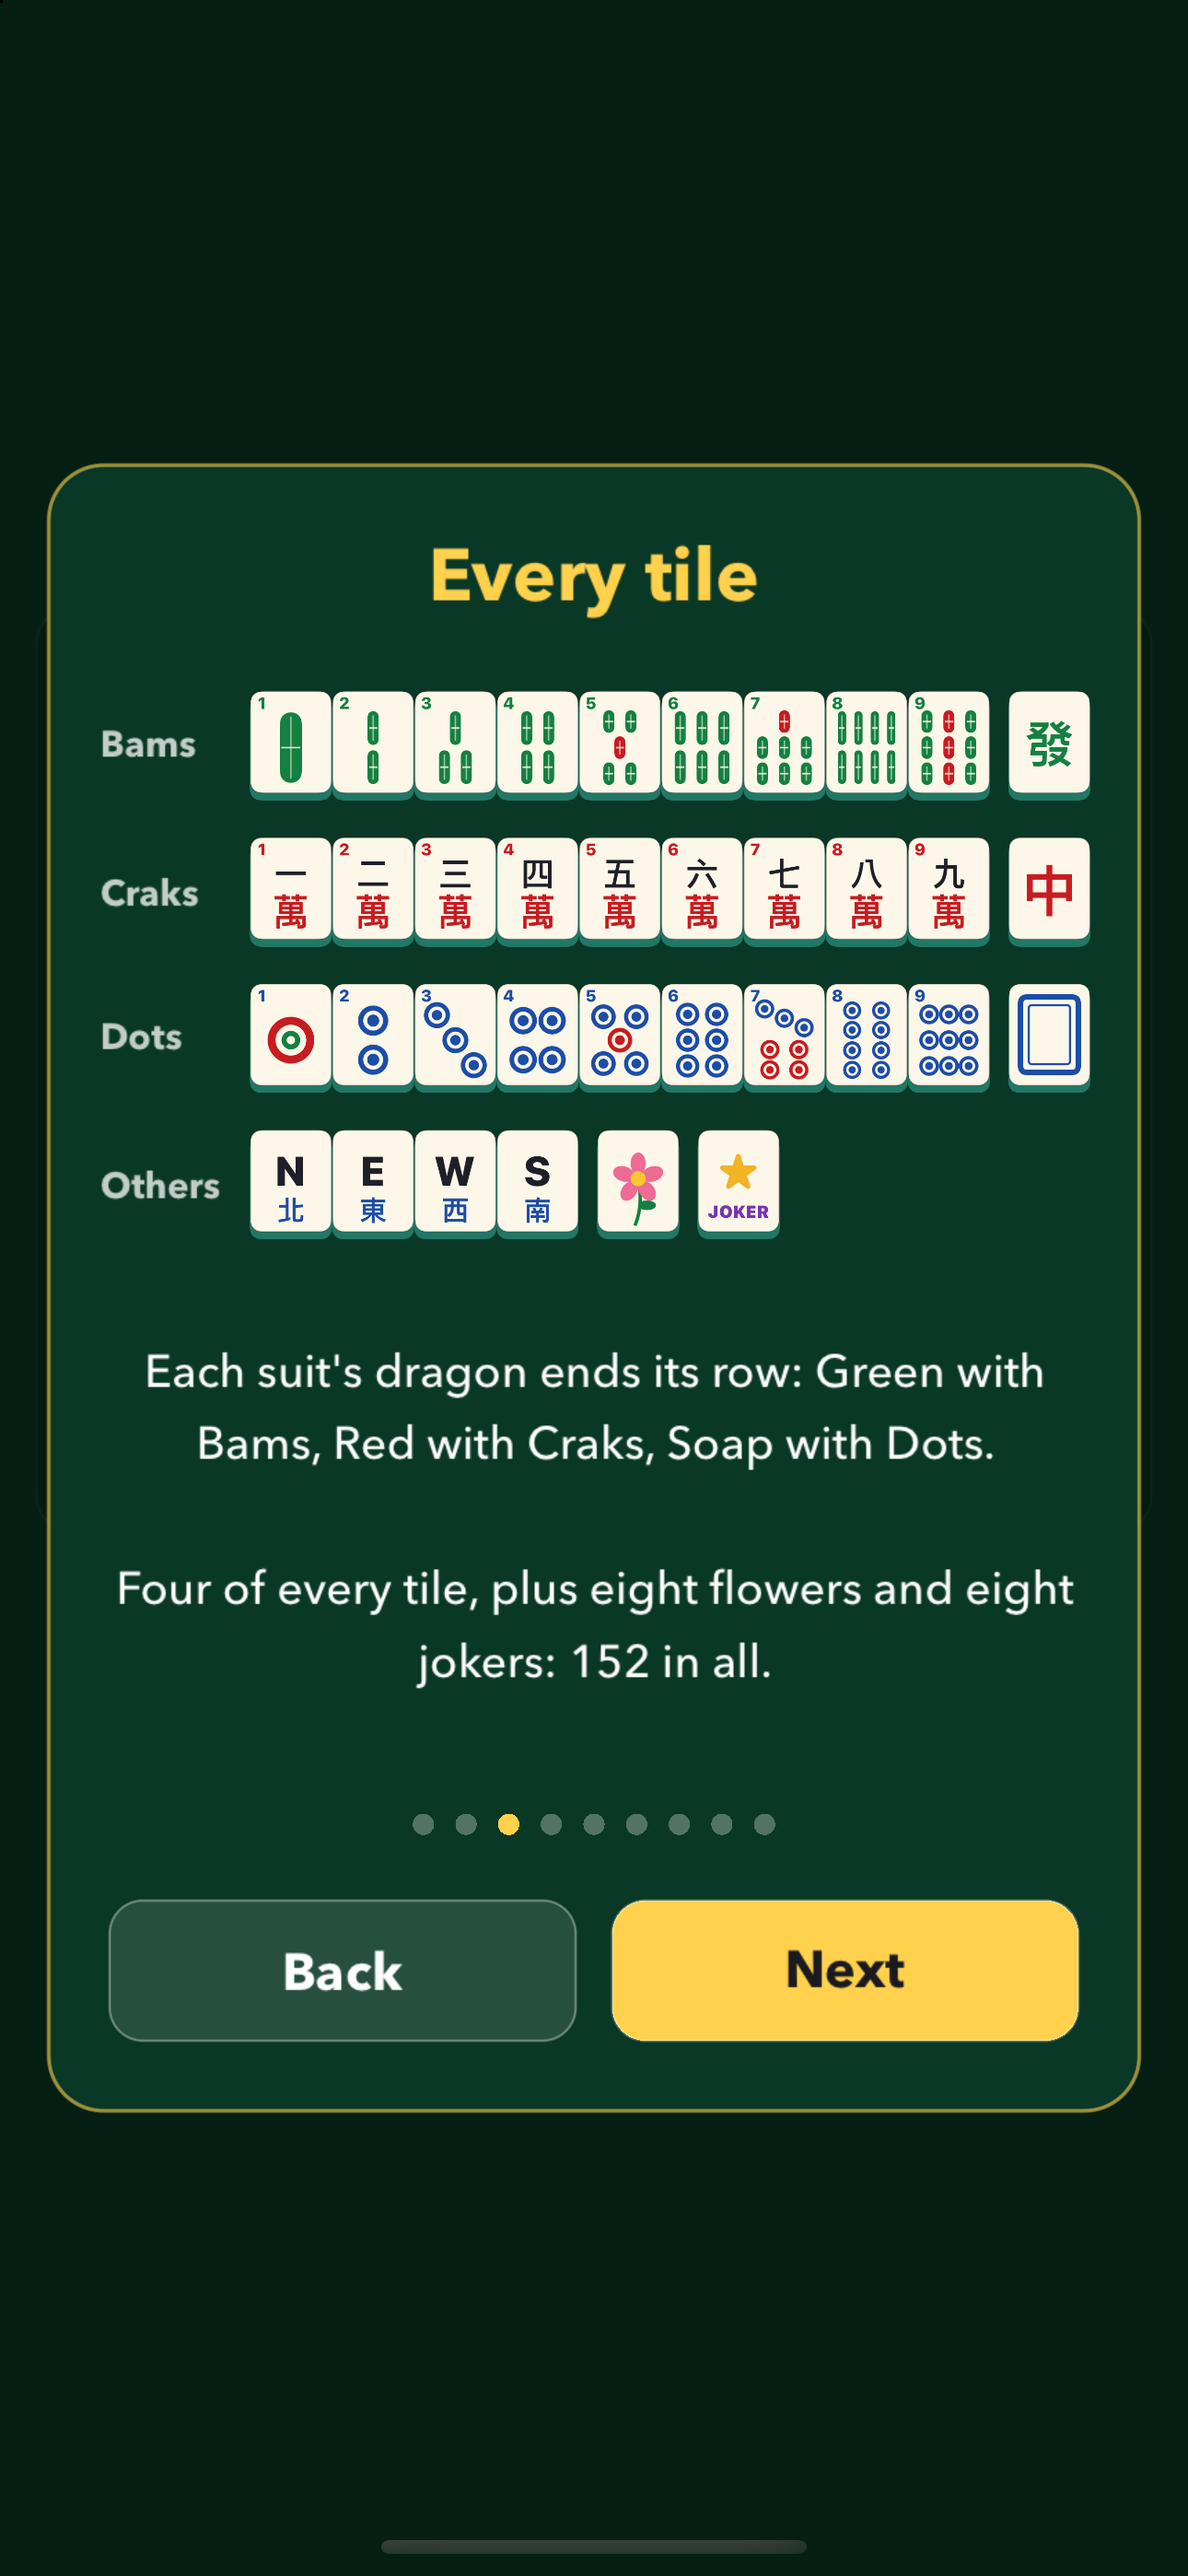 Every tile
Bams 1 2 3 4 5 6 7 8 9 發
Craks 1 2 3 4 5 6 7 8 9 中
一 二 三 四 五 六 七 八 九
萬 萬 萬 萬 萬 萬 萬 萬 萬
Dots 1 2 3 4 5 6 7 8 9
Others N E W S
北 東 西 南 JOKER
Each suit's dragon ends its row: Green with
Bams, Red with Craks, Soap with Dots.
Four of every tile, plus eight flowers and eight
jokers: 152 in all.
Back Next